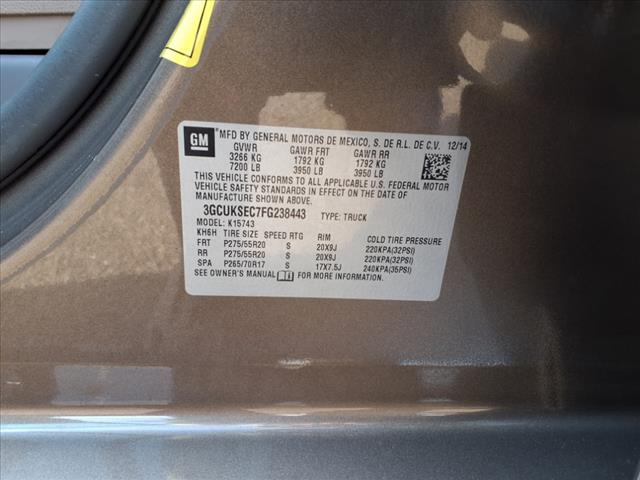 GM MFD BY GENERAL MOTORS DE MEXICO, S. DE R.L. DE C.V. 12/14
GVWR GAWR FRT GAWR RR
3266 KG 1792 KG 1792 KG
7200 LB 3950 LB 3950 LB
THIS VEHICLE CONFORMS TO ALL APPLICABLE U.S. FEDERAL MOTOR
VEHICLE SAFETY STANDARDS IN EFFECT ON THE DATE OF
MANUFACTURE SHOWN ABOVE.
3GCUKSEC7FG238443 TYPE: TRUCK
MODEL: K15743
KH6H TIRE SIZE SPEED RTG RIM COLD TIRE PRESSURE
FRT P275/55R20 S 20X9J 220KPA(32PSI)
RR P275/55R20 S 20X9J 220KPA(32PSI)
SPA P265/70R17 S 17X7.5J 240KPA(35PSI)
SEE OWNER'S MANUAL FOR MORE INFORMATION.